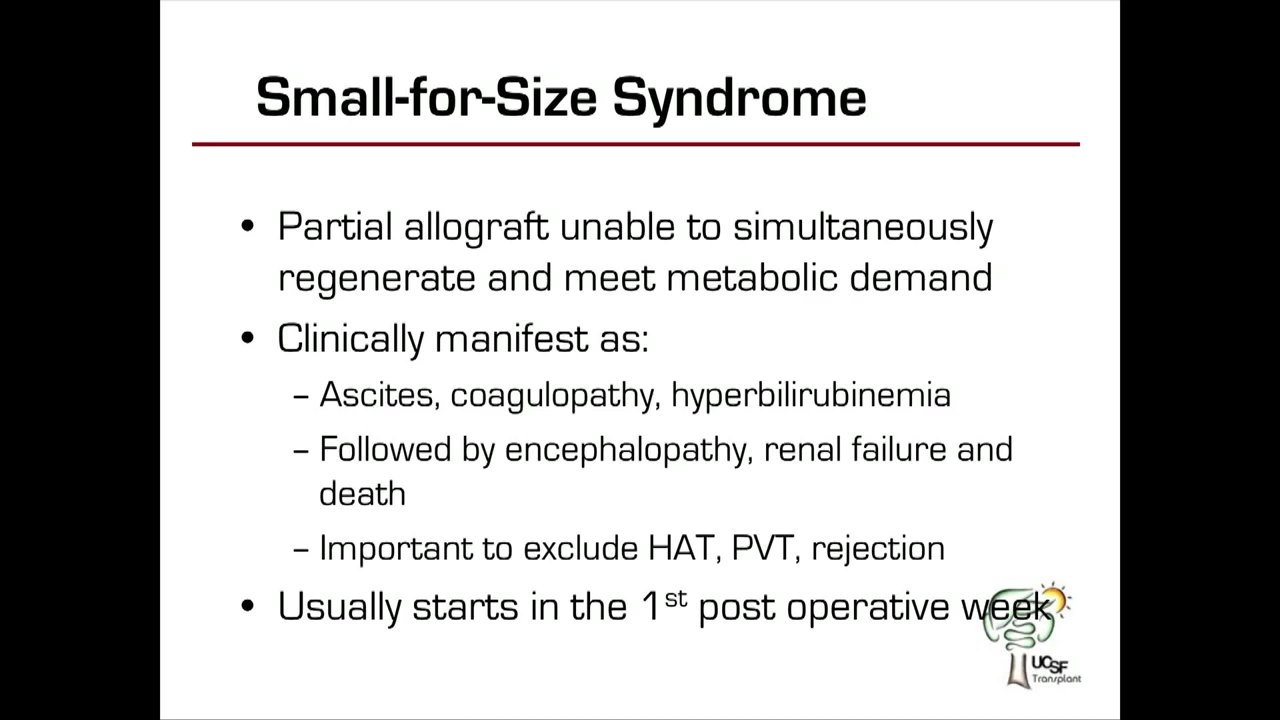 Small-for-Size Syndrome
• Partial allograft unable to simultaneously
regenerate and meet metabolic demand
• Clinically manifest as:
– Ascites, coagulopathy, hyperbilirubinemia
– Followed by encephalopathy, renal failure and
death
– Important to exclude HAT, PVT, rejection
• Usually starts in the 1st post operative week
UCSF
Transplant